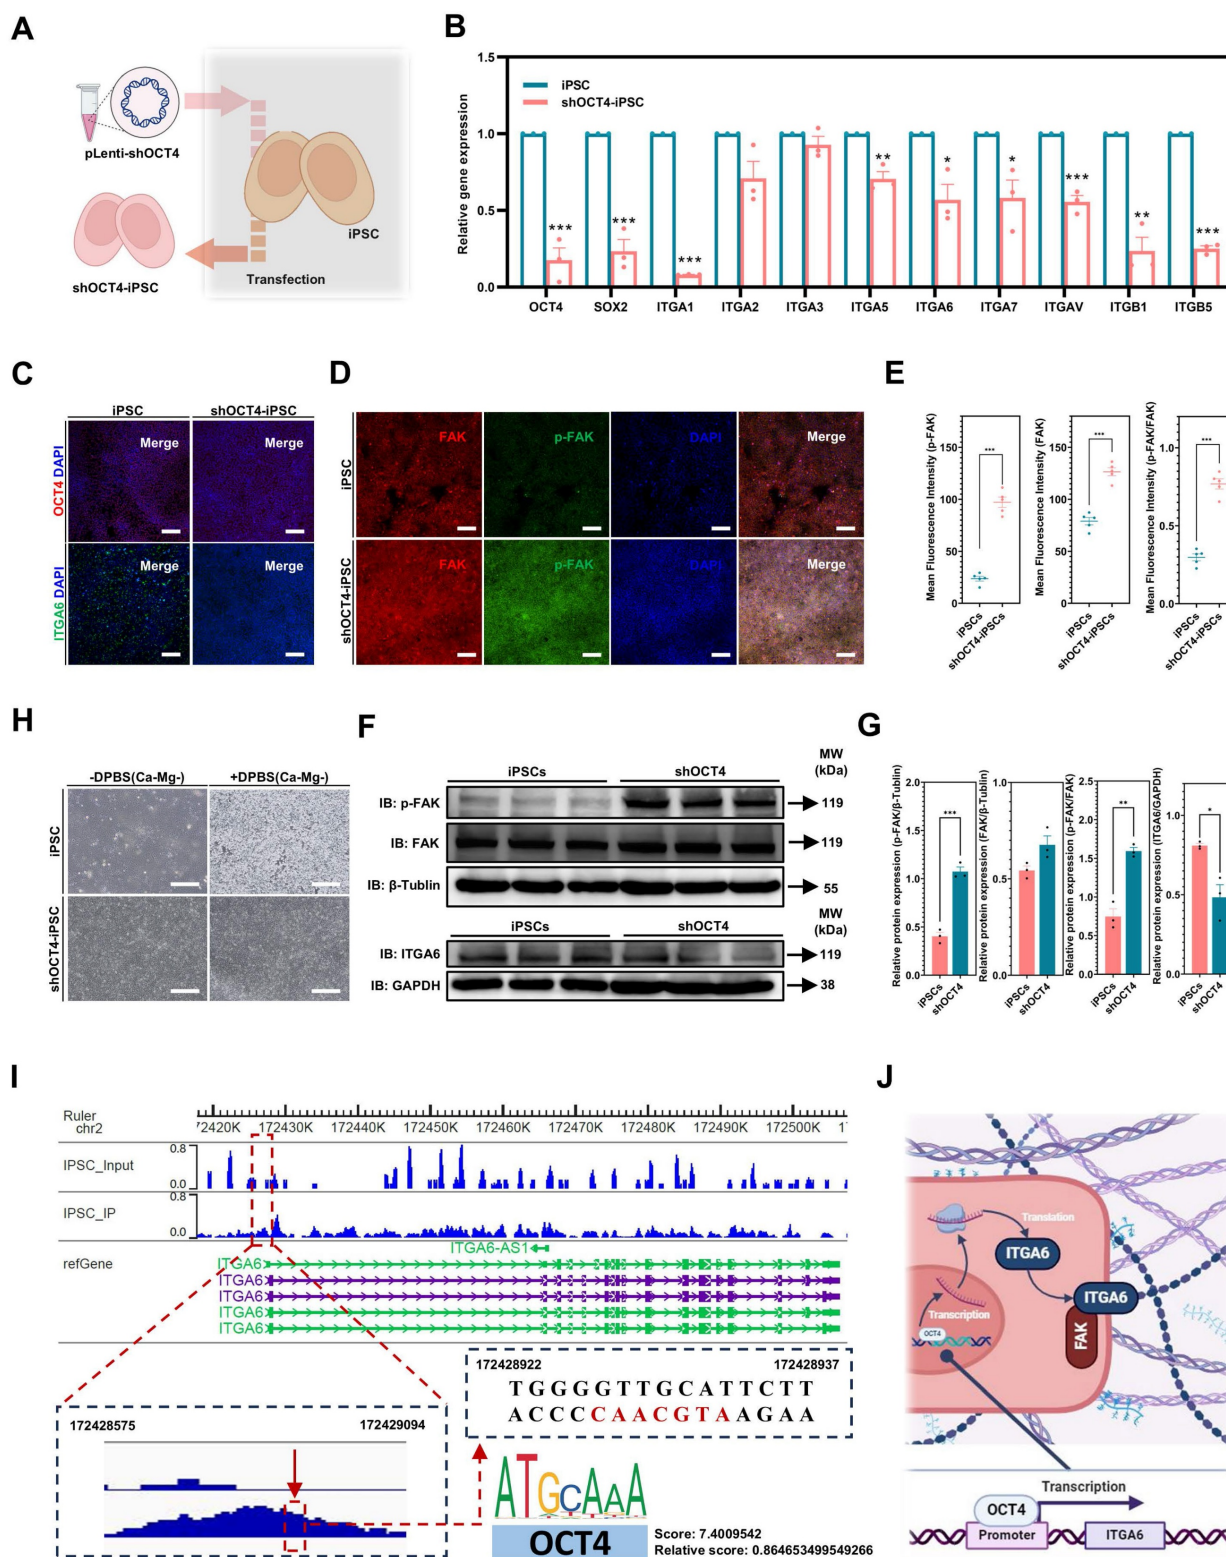 A
pLenti-shOCT4
iPSC
shOCT4-iPSC
Transfection
B
Relative gene expression
1.5
1.0
0.5
0.0
iPSC
shOCT4-iPSC
*** *** *** ** * * *** ** ***
OCT4 SOX2 ITGA1 ITGA2 ITGA3 ITGA5 ITGA6 ITGA7 ITGAV ITGB1 ITGB5
C
iPSC shOCT4-iPSC
OCT4 DAPI
Merge Merge
ITGA6 DAPI
Merge Merge
D
iPSC
FAK p-FAK DAPI Merge
shOCT4-iPSC
FAK p-FAK DAPI Merge
E
Mean Fluorescence Intensity (p-FAK)
150
100
50
0
***
iPSCs
shOCT4-iPSCs
Mean Fluorescence Intensity (FAK)
150
100
50
0
***
iPSCs
shOCT4-iPSCs
Mean Fluorescence Intensity (p-FAK/FAK)
1.0
0.5
0.0
***
iPSCs
shOCT4-iPSCs
H
-DPBS(Ca-Mg-) +DPBS(Ca-Mg-)
iPSC
shOCT4-iPSC
F
MW
(kDa)
iPSCs shOCT4
IB: p-FAK 119
IB: FAK 119
IB: β-Tublin 55
MW
(kDa)
iPSCs shOCT4
IB: ITGA6 119
IB: GAPDH 38
G
Relative protein expression (p-FAK/β-Tublin)
2.0
1.5
1.0
0.5
0.0
***
iPSCs
shOCT4
Relative protein expression (FAK/β-Tublin)
1.0
0.5
0.0
iPSCs
shOCT4
Relative protein expression (p-FAK/FAK)
2.5
2.0
1.5
1.0
0.5
0.0
**
iPSCs
shOCT4
Relative protein expression (ITGA6/GAPDH)
1.5
1.0
0.5
0.0
*
iPSCs
shOCT4
I
Ruler
chr2
72420K 172430K 172440K 172450K 172460K 172470K 172480K 172490K 172500K 1
IPSC_Input
0.8
0.0
IPSC_IP
0.8
0.0
refGene
ITGA6-AS1
ITGA6
ITGA6
ITGA6
ITGA6
ITGA6
172428922 172428937
TGGGGTTGCATTCTT
ACCCCAACGTAAGAA
172428575 172429094
ATGCAAA
OCT4
Score: 7.4009542
Relative score: 0.864653499549266
J
Translation
ITGA6
Transcription
OCT4
ITGA6
FAK
Transcription
OCT4
Promoter
ITGA6